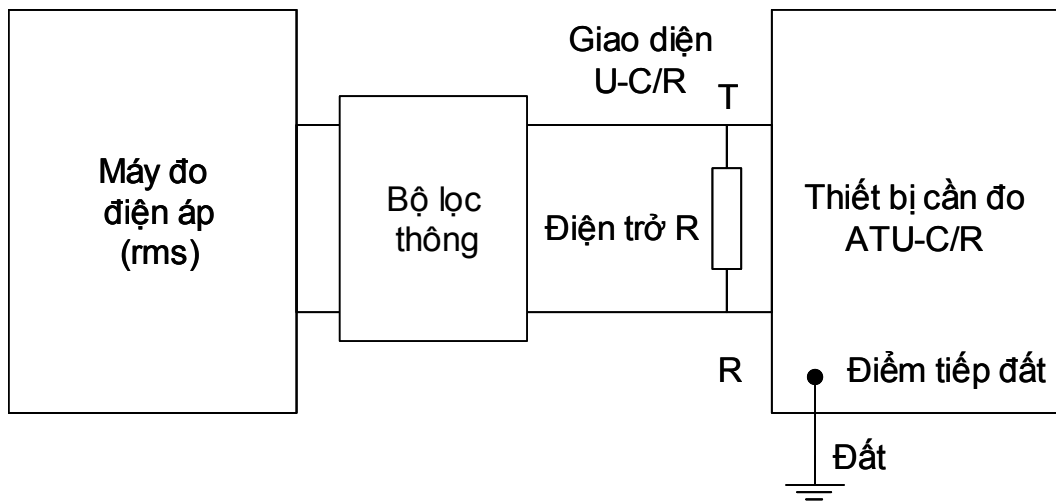 Máy đo
điện áp
(rms)
Bộ lọc
thông
Giao diện
U-C/R
T
Điện trở R
R
Thiết bị cần đo
ATU-C/R
Điểm tiếp đất
Đất